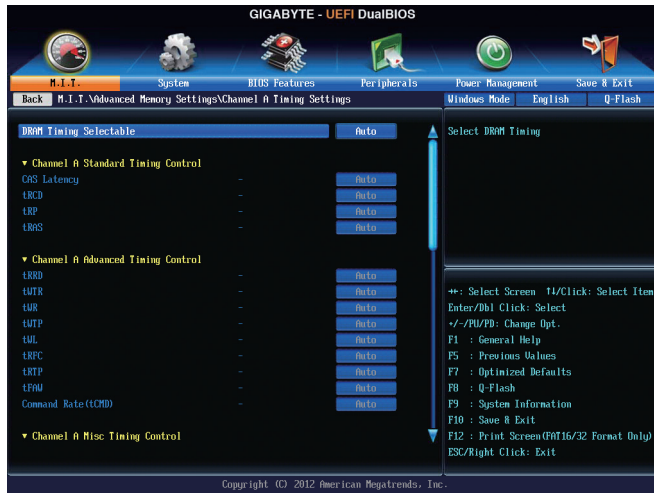 GIGABYTE - UEFI DualBIOS
M.I.T. System BIOS Features Peripherals Power Management Save & Exit
Back M.I.T.\Advanced Memory Settings\Channel A Timing Settings Windows Mode English Q-Flash
DRAM Timing Selectable Auto
▼ Channel A Standard Timing Control
CAS Latency - Auto
tRCD - Auto
tRP - Auto
tRAS - Auto
▼ Channel A Advanced Timing Control
tRRD - Auto
tWTR - Auto
tWR - Auto
tWTP - Auto
tWL - Auto
tRFC - Auto
tRTP - Auto
tFAW - Auto
Command Rate(tCMD) - Auto
▼ Channel A Misc Timing Control
Select DRAM Timing
→←: Select Screen ↑↓/Click: Select Item
Enter/Dbl Click: Select
+/-/PU/PD: Change Opt.
F1 : General Help
F5 : Previous Values
F7 : Optimized Defaults
F8 : Q-Flash
F9 : System Information
F10 : Save & Exit
F12 : Print Screen(FAT16/32 Format Only)
ESC/Right Click: Exit
Copyright (C) 2012 American Megatrends, Inc.